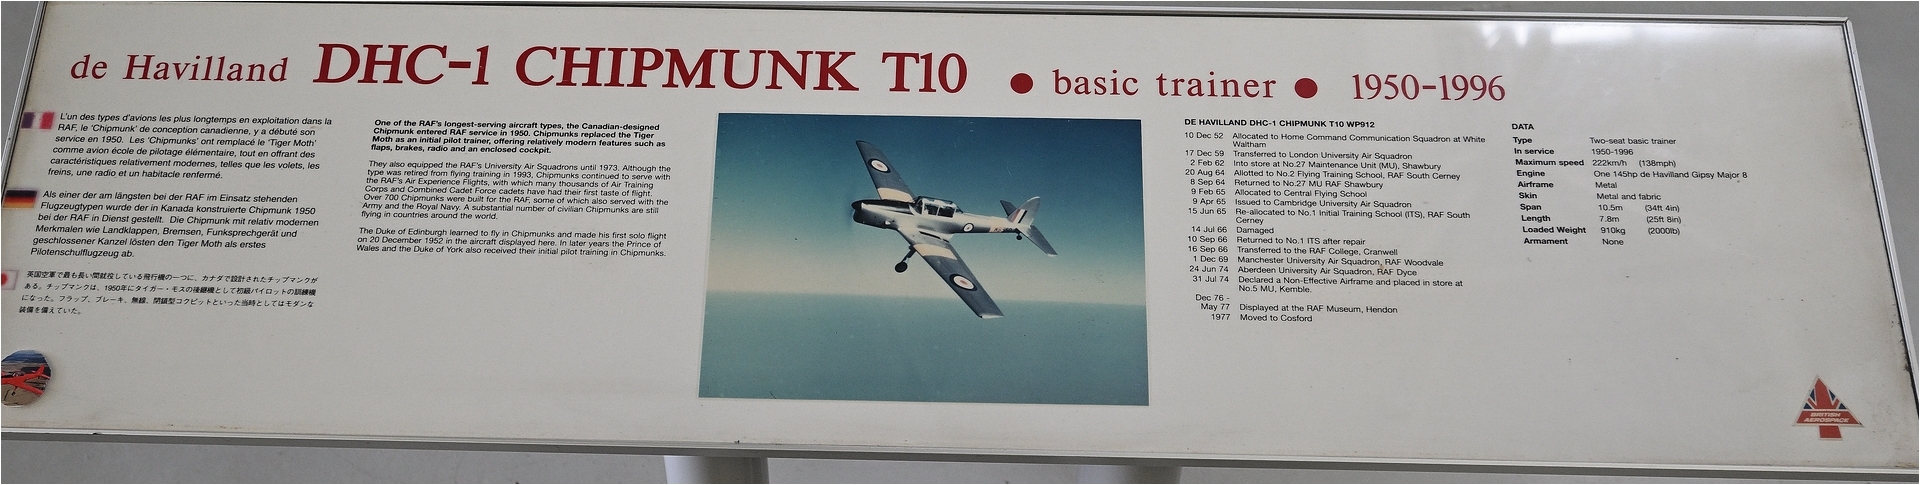 de Havilland DHC-1 CHIPMUNK T10 ● basic trainer ● 1950-1996
L'un des types d'avions les plus longtemps en exploitation dans la
RAF, le 'Chipmunk' de conception canadienne, y a débuté son
service en 1950. Les 'Chipmunks' ont remplacé le 'Tiger Moth'
comme avion école de pilotage élémentaire, tout en offrant des
caractéristiques relativement modernes, telles que les volets, les
freins, une radio et un habitacle renfermé.
Als einer der am längsten bei der RAF im Einsatz stehenden
Flugzeugtypen wurde der in Kanada konstruierte Chipmunk 1950
bei der RAF in Dienst gestellt. Die Chipmunk mit relativ modernen
Merkmalen wie Landklappen, Bremsen, Funksprechgerät und
geschlossener Kanzel lösten den Tiger Moth als erstes
Pilotenschulflugzeug ab.
英国空軍で最も長い間就役している飛行機の一つに、カナダで設計されたチップマンクが
ある。チップマンクは、1950年にタイガー・モスの後継機として初級パイロットの訓練機
になった。フラップ、ブレーキ、無線、閉鎖型コクピットといった当時としてはモダンな
装備を備えていた。
One of the RAF's longest-serving aircraft types, the Canadian-designed
Chipmunk entered RAF service in 1950. Chipmunks replaced the Tiger
Moth as an initial pilot trainer, offering relatively modern features such as
flaps, brakes, radio and an enclosed cockpit.
They also equipped the RAF's University Air Squadrons until 1973. Although the
type was retired from flying training in 1993, Chipmunks continued to serve with
the RAF's Air Experience Flights, with which many thousands of Air Training
Corps and Combined Cadet Force cadets have had their first taste of flight.
Over 700 Chipmunks were built for the RAF, some of which also served with the
Army and the Royal Navy. A substantial number of civilian Chipmunks are still
flying in countries around the world.
The Duke of Edinburgh learned to fly in Chipmunks and made his first solo flight
on 20 December 1952 in the aircraft displayed here. In later years the Prince of
Wales and the Duke of York also received their initial pilot training in Chipmunks.
DE HAVILLAND DHC-1 CHIPMUNK T10 WP912
10 Dec 52 Allocated to Home Command Communication Squadron at White
Waltham
17 Dec 59 Transferred to London University Air Squadron
2 Feb 62 Into store at No.27 Maintenance Unit (MU), Shawbury
20 Aug 64 Allotted to No.2 Flying Training School, RAF South Cerney
8 Sep 64 Returned to No.27 MU RAF Shawbury
9 Feb 65 Allocated to Central Flying School
9 Apr 65 Issued to Cambridge University Air Squadron
15 Jun 65 Re-allocated to No.1 Initial Training School (ITS), RAF South
Cerney
14 Jul 66 Damaged
10 Sep 66 Returned to No.1 ITS after repair
16 Sep 66 Transferred to the RAF College, Cranwell
1 Dec 69 Manchester University Air Squadron, RAF Woodvale
24 Jun 74 Aberdeen University Air Squadron, RAF Dyce
31 Jul 74 Declared a Non-Effective Airframe and placed in store at
No.5 MU, Kemble.
Dec 76 -
May 77 Displayed at the RAF Museum, Hendon
1977 Moved to Cosford
DATA
Type Two-seat basic trainer
In service 1950-1996
Maximum speed 222km/h (138mph)
Engine One 145hp de Havilland Gipsy Major 8
Airframe Metal
Skin Metal and fabric
Span 10.5m (34ft 4in)
Length 7.8m (25ft 8in)
Loaded Weight 910kg (2000lb)
Armament None
BRITISH
AEROSPACE